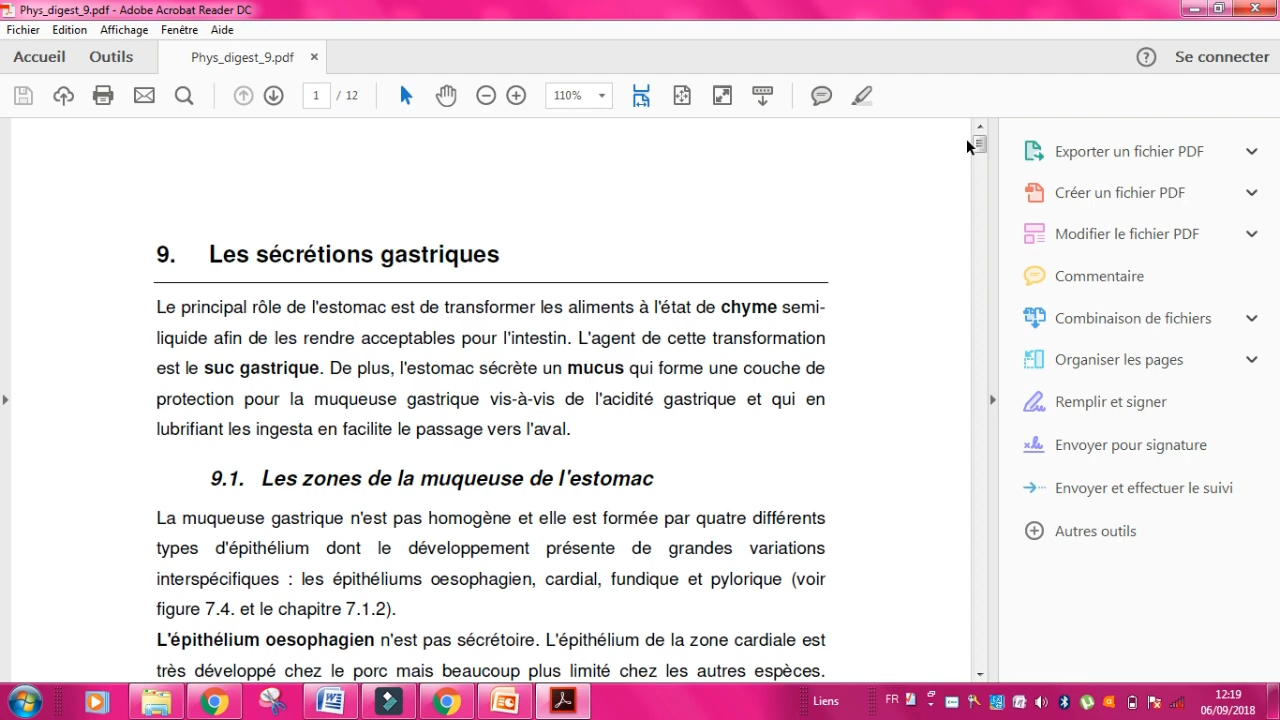 Phys_digest_9.pdf - Adobe Acrobat Reader DC
Fichier Edition Affichage Fenêtre Aide
Accueil Outils Phys_digest_9.pdf × ? Se connecter
1 / 12 110%
9. Les sécrétions gastriques
Le principal rôle de l'estomac est de transformer les aliments à l'état de chyme semi-
liquide afin de les rendre acceptables pour l'intestin. L'agent de cette transformation
est le suc gastrique. De plus, l'estomac sécrète un mucus qui forme une couche de
protection pour la muqueuse gastrique vis-à-vis de l'acidité gastrique et qui en
lubrifiant les ingesta en facilite le passage vers l'aval.
9.1. Les zones de la muqueuse de l'estomac
La muqueuse gastrique n'est pas homogène et elle est formée par quatre différents
types d'épithélium dont le développement présente de grandes variations
interspécifiques : les épithéliums œsophagien, cardial, fundique et pylorique (voir
figure 7.4. et le chapitre 7.1.2).
L'épithélium oesophagien n'est pas sécrétoire. L'épithélium de la zone cardiale est
très développé chez le porc mais beaucoup plus limité chez les autres espèces.
Exporter un fichier PDF
Créer un fichier PDF
Modifier le fichier PDF
Commentaire
Combinaison de fichiers
Organiser les pages
Remplir et signer
Envoyer pour signature
Envoyer et effectuer le suivi
Autres outils
Liens FR 12:19
06/09/2018